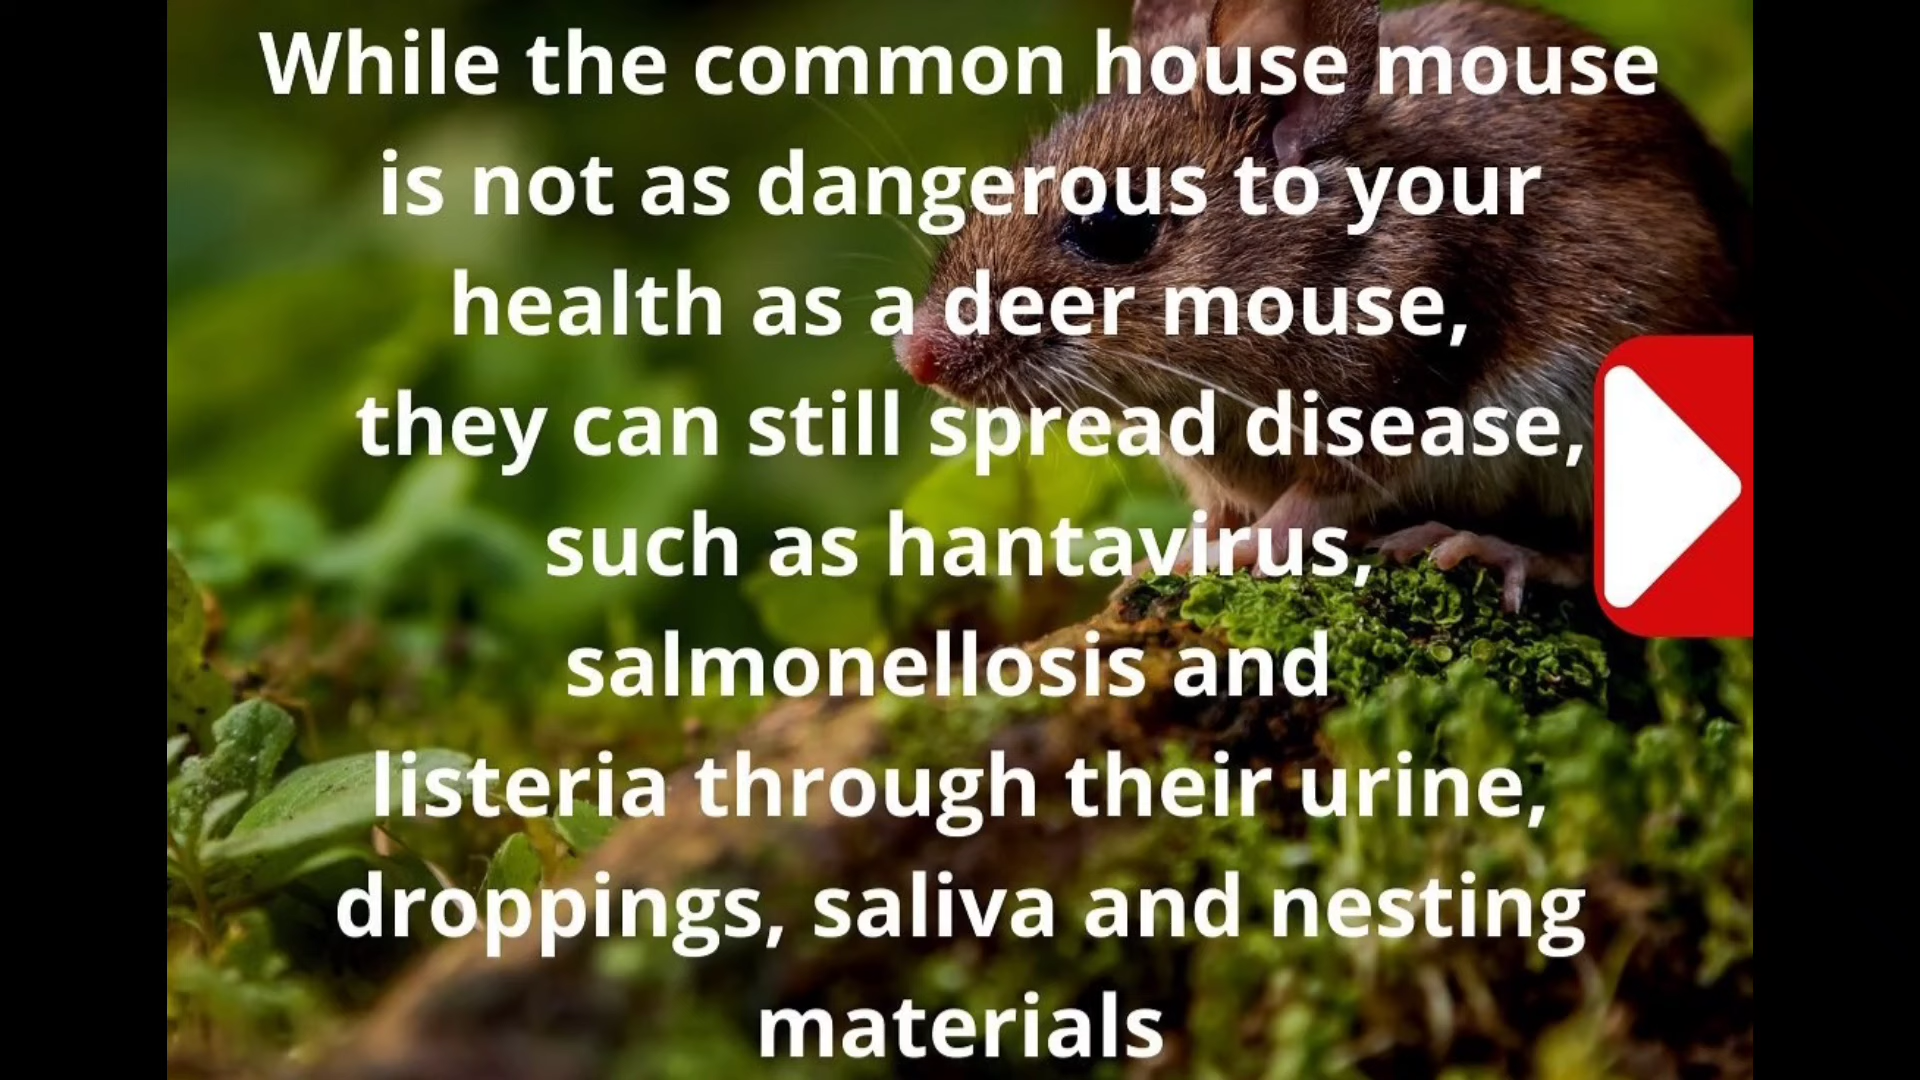 While the common house mouse
is not as dangerous to your
health as a deer mouse,
they can still spread disease,
such as hantavirus,
salmonellosis and
listeria through their urine,
droppings, saliva and nesting
materials